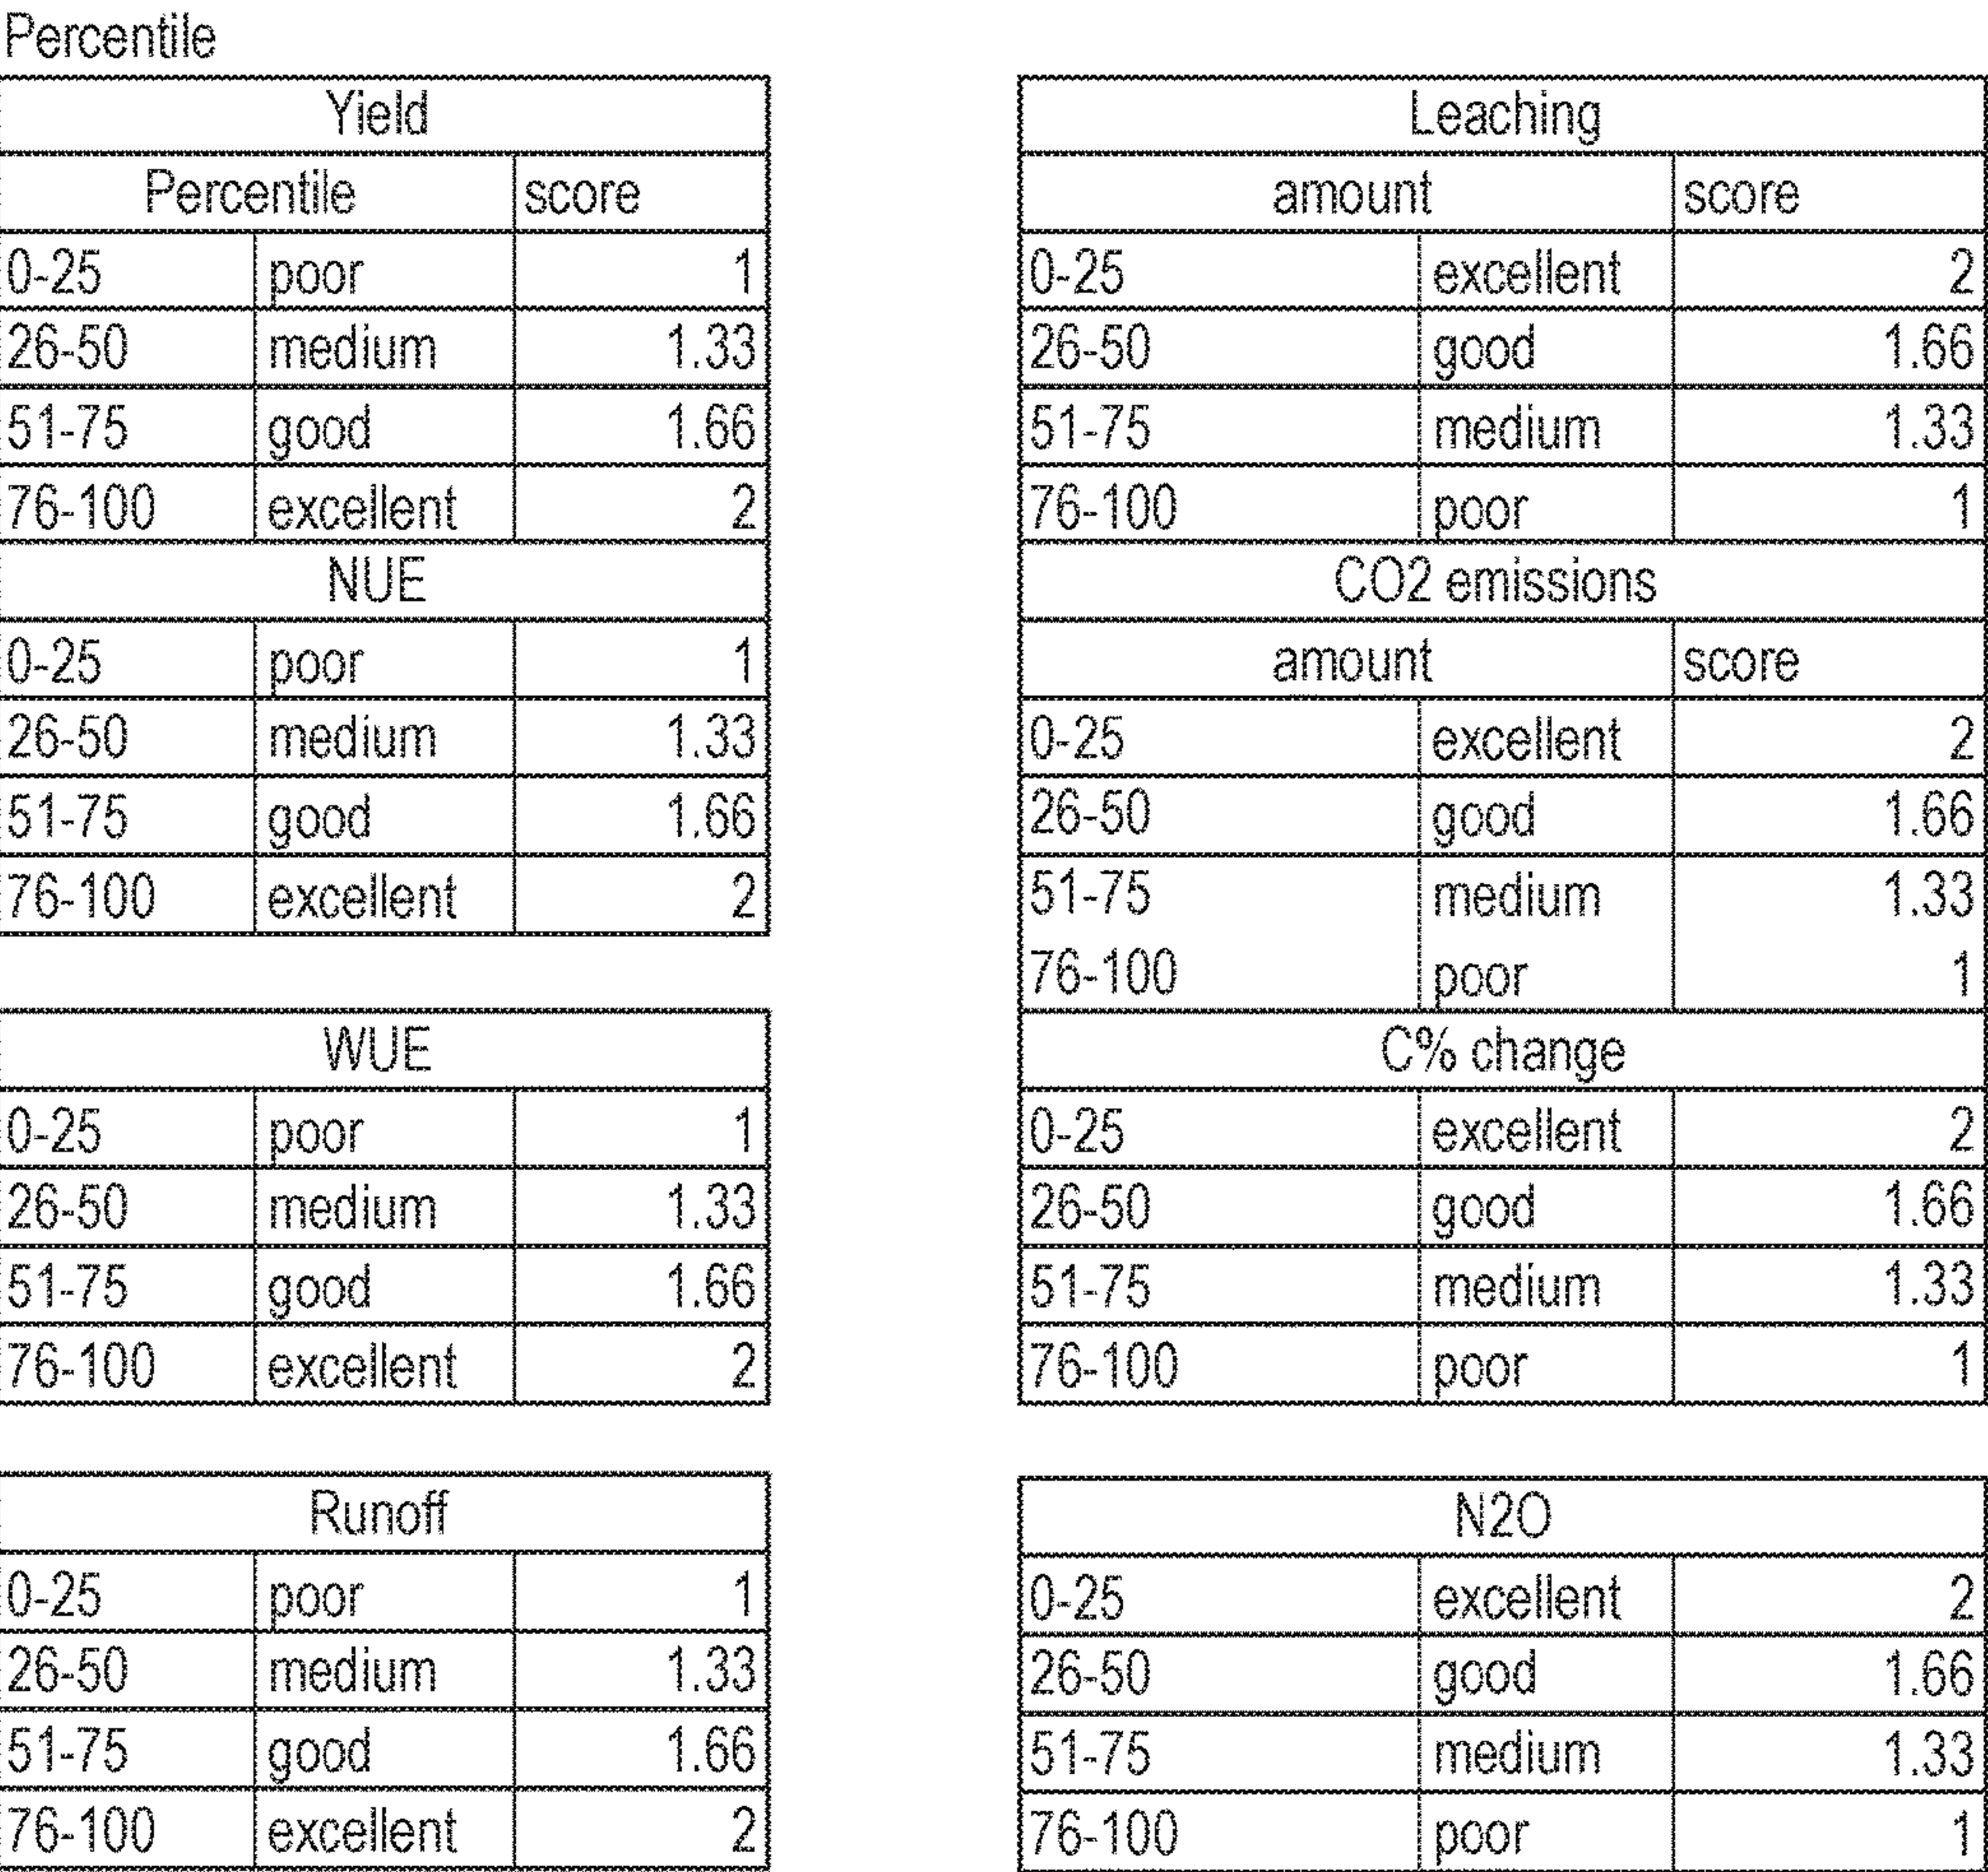 Percentile
Yield
Percentile score
0-25 poor 1
26-50 medium 1.33
51-75 good 1.66
76-100 excellent 2
NUE
0-25 poor 1
26-50 medium 1.33
51-75 good 1.66
76-100 excellent 2
WUE
0-25 poor 1
26-50 medium 1.33
51-75 good 1.66
76-100 excellent 2
Runoff
0-25 poor 1
26-50 medium 1.33
51-75 good 1.66
76-100 excellent 2
Leaching
amount score
0-25 excellent 2
26-50 good 1.66
51-75 medium 1.33
76-100 poor 1
CO2 emissions
amount score
0-25 excellent 2
26-50 good 1.66
51-75 medium 1.33
76-100 poor 1
C% change
0-25 excellent 2
26-50 good 1.66
51-75 medium 1.33
76-100 poor 1
N2O
0-25 excellent 2
26-50 good 1.66
51-75 medium 1.33
76-100 poor 1